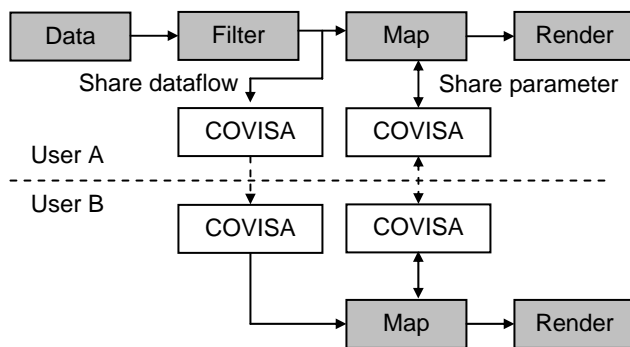 Data
Filter
Map
Render
Share dataflow
Share parameter
COVISA
COVISA
User A
User B
COVISA
COVISA
Map
Render